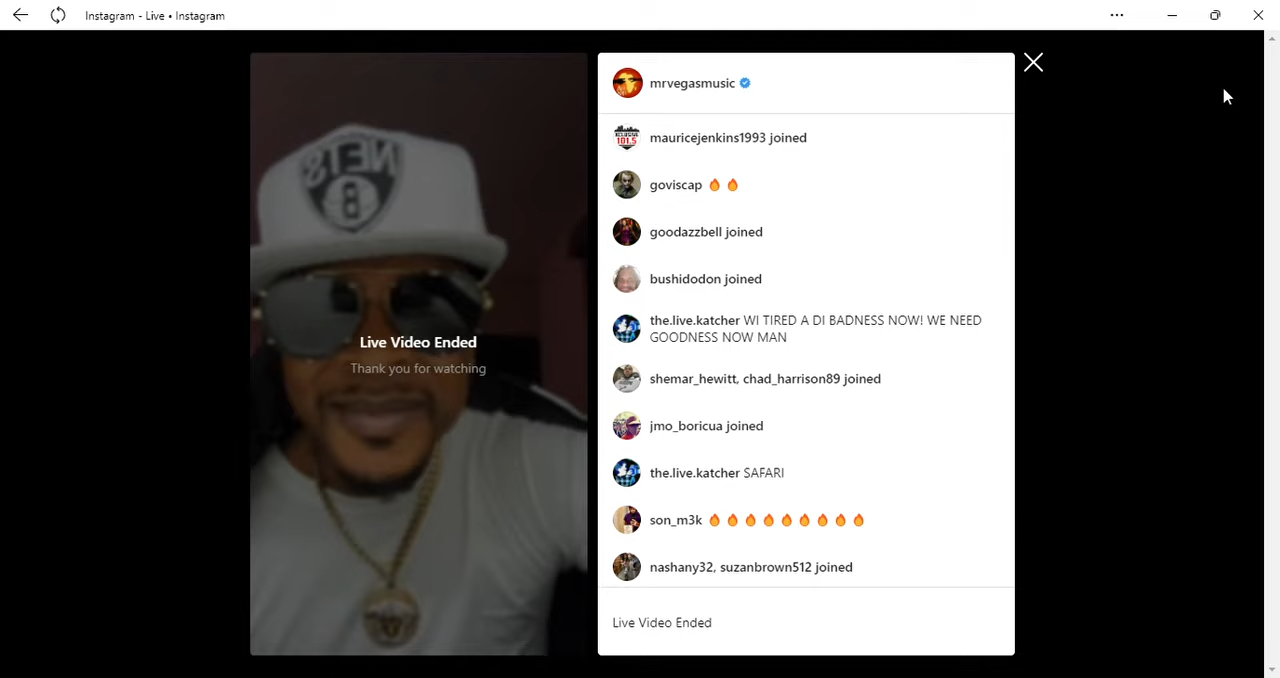 Instagram - Live • Instagram
mrvegasmusic
mauricejenkins1993 joined
goviscap 🔥 🔥
goodazzbell joined
bushidodon joined
the.live.katcher WI TIRED A DI BADNESS NOW! WE NEED
GOODNESS NOW MAN
shemar_hewitt, chad_harrison89 joined
jmo_boricua joined
the.live.katcher SAFARI
son_m3k 🔥 🔥 🔥 🔥 🔥 🔥 🔥 🔥 🔥
nashany32, suzanbrown512 joined
Live Video Ended
NETS
B
Live Video Ended
Thank you for watching